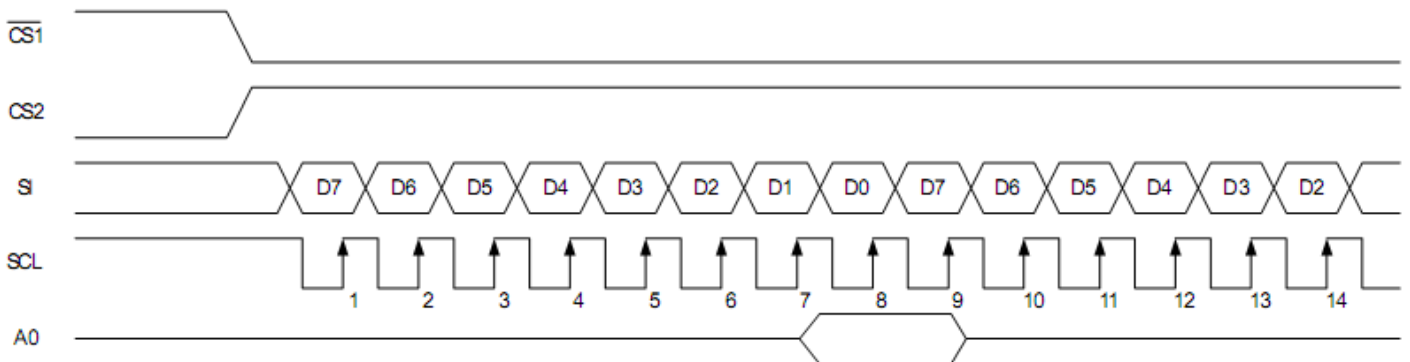 CS1
CS2
SI D7 D6 D5 D4 D3 D2 D1 D0 D7 D6 D5 D4 D3 D2
SCL
1 2 3 4 5 6 7 8 9 10 11 12 13 14
A0